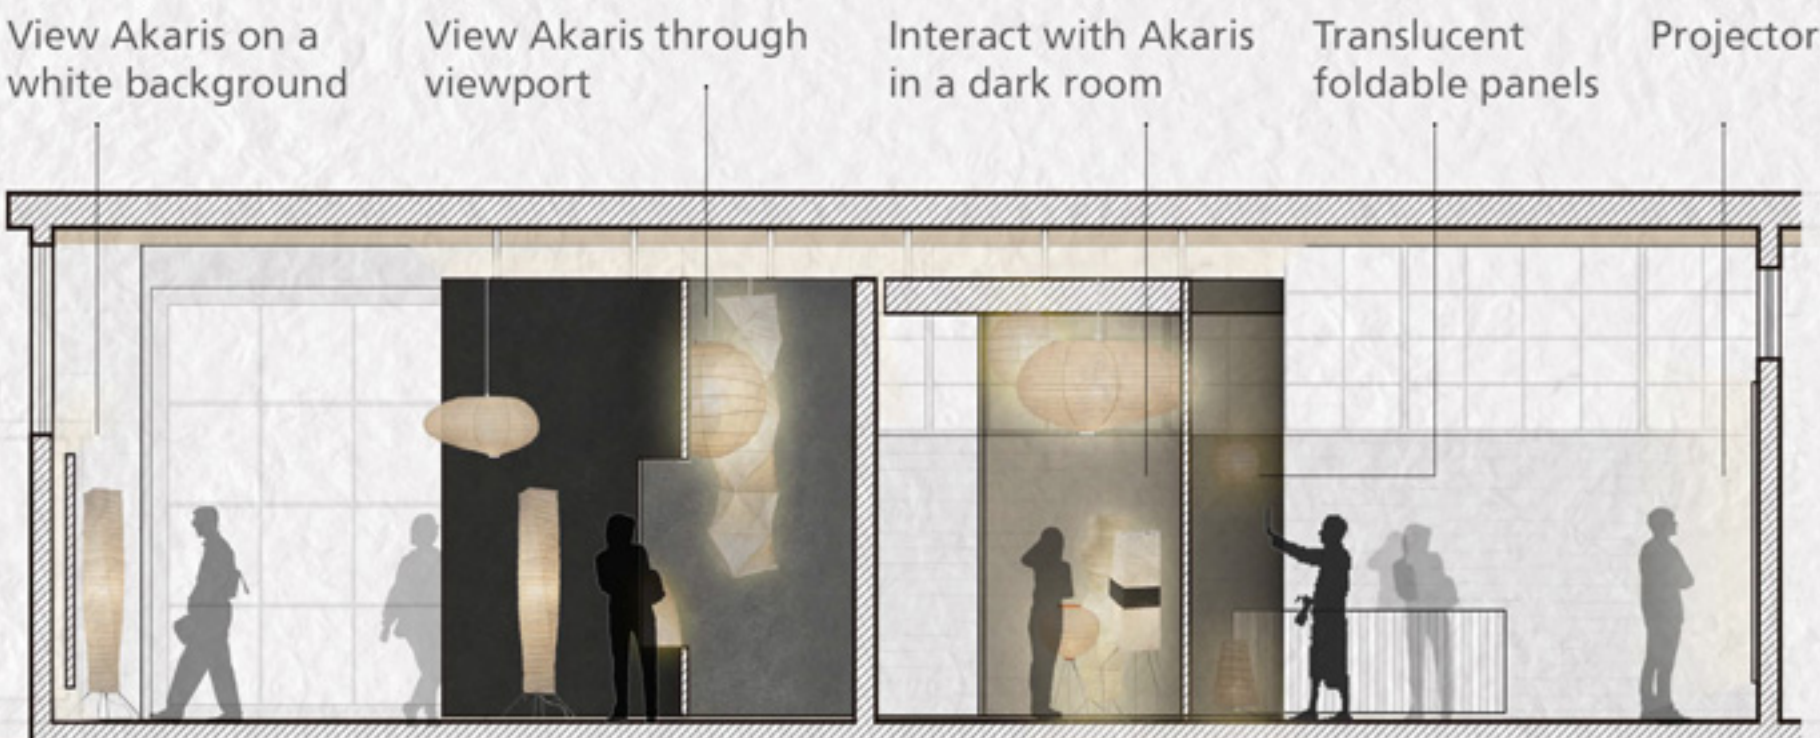 View Akaris on a
white background
View Akaris through
viewport
Interact with Akaris
in a dark room
Translucent
foldable panels
Projector